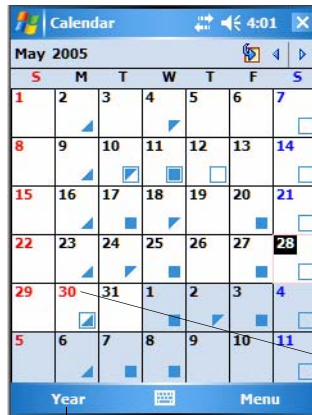 Calendar 4:01
May 2005
S M T W T F S
1 2 3 4 5 6 7
8 9 10 11 12 13 14
15 16 17 18 19 20 21
22 23 24 25 26 27 28
29 30 31 1 2 3 4
5 6 7 8 9 10 11
Year Menu